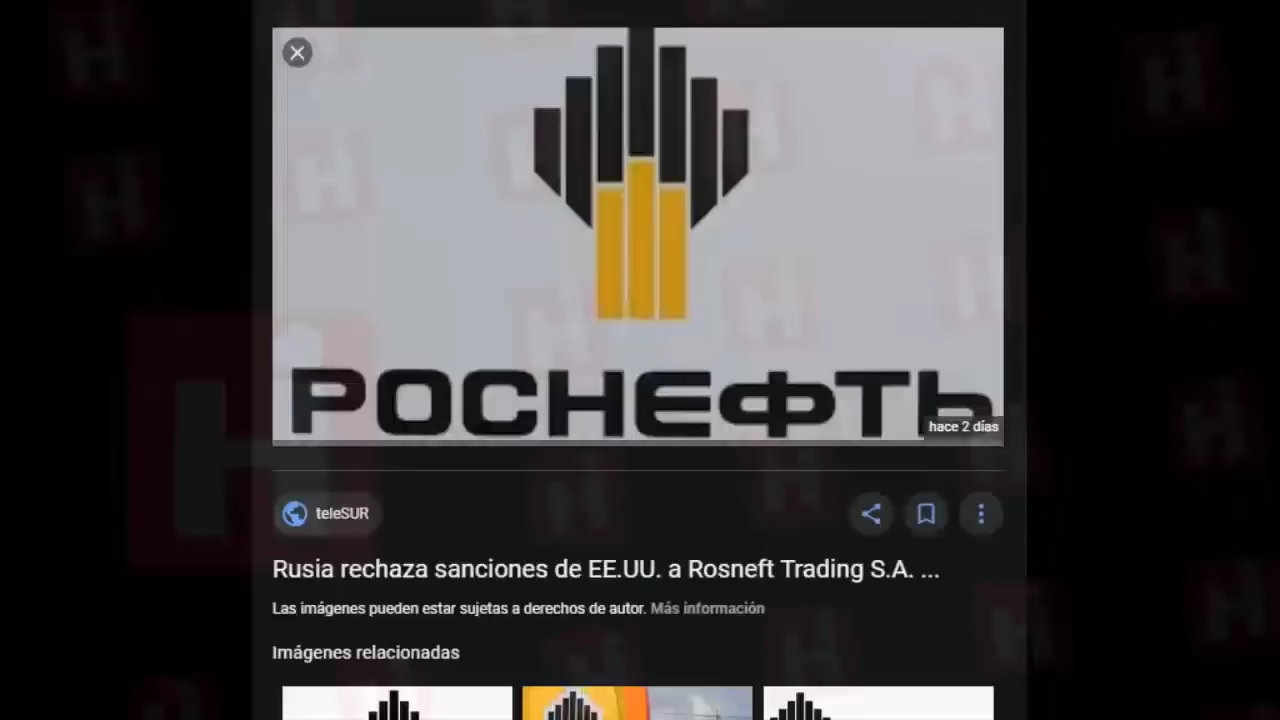 РОСНЕФТЬ
hace 2 días
teleSUR
Rusia rechaza sanciones de EE.UU. a Rosneft Trading S.A. ...
Las imágenes pueden estar sujetas a derechos de autor. Más información
Imágenes relacionadas